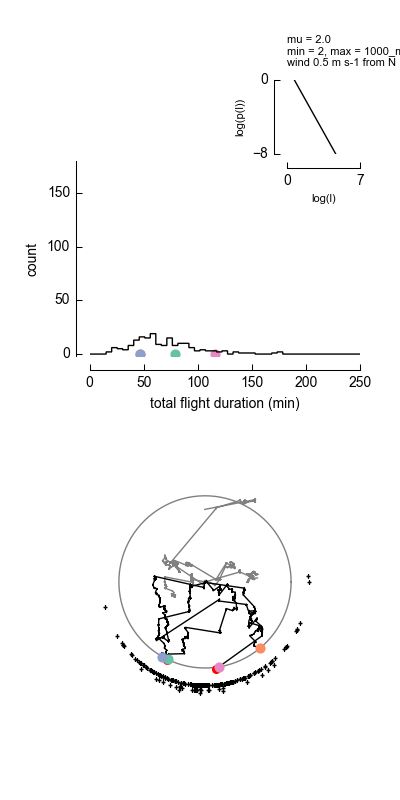 mu = 2.0
min = 2, max = 1000_m
wind 0.5 m s-1 from N
0
log(p(l))
−8
0 7
log(l)
150
100
count
50
0
0 50 100 150 200 250
total flight duration (min)